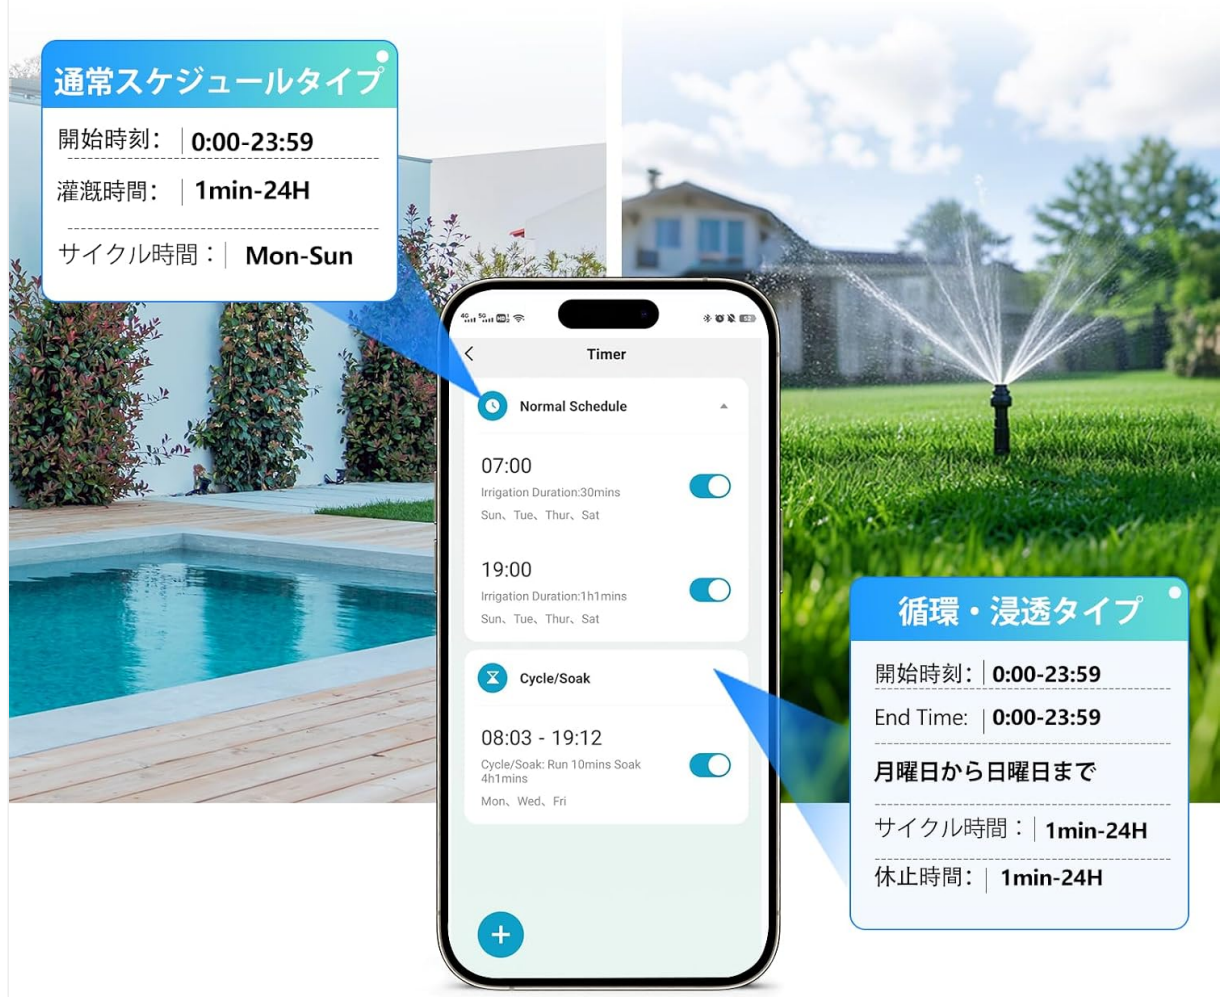 通常スケジュールタイプ
開始時刻： 0:00-23:59
灌漑時間： 1min-24H
サイクル時間： Mon-Sun
4G 5G HD
53
Timer
Normal Schedule
07:00
Irrigation Duration:30mins
Sun、Tue、Thur、Sat
19:00
Irrigation Duration:1h1mins
Sun、Tue、Thur、Sat
Cycle/Soak
08:03 - 19:12
Cycle/Soak: Run 10mins Soak
4h1mins
Mon、Wed、Fri
循環・浸透タイプ
開始時刻： 0:00-23:59
End Time: 0:00-23:59
月曜日から日曜日まで
サイクル時間： 1min-24H
休止時間： 1min-24H